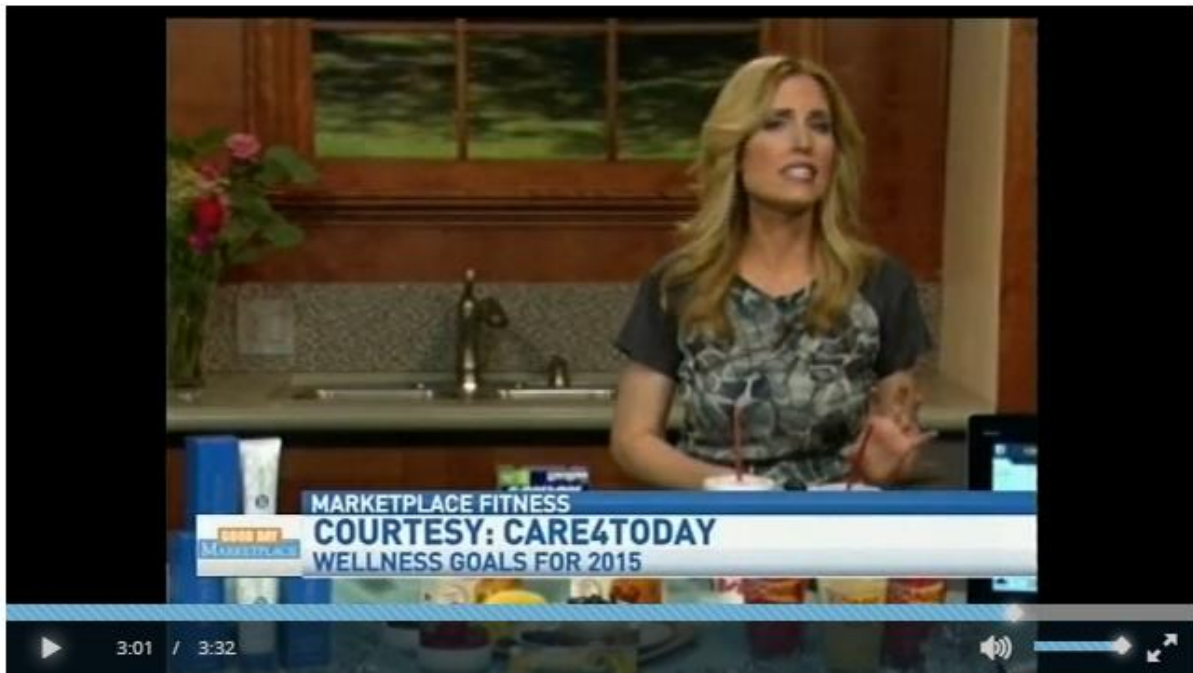 MARKETPLACE FITNESS
COURTESY: CARE4TODAY
GOOD DAY
MARKETPLACE
WELLNESS GOALS FOR 2015
3:01 / 3:32